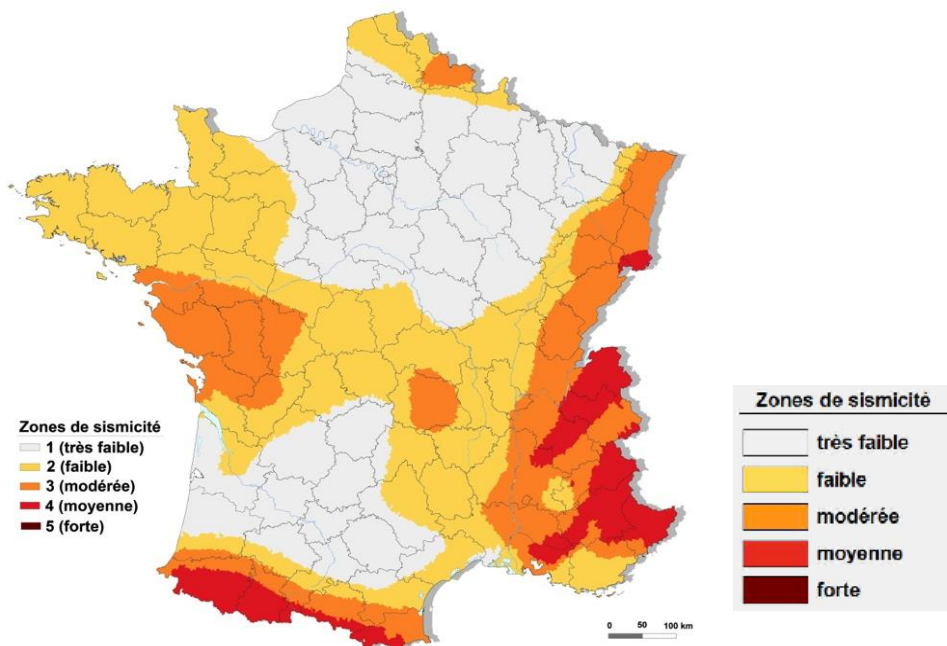 Zones de sismicité
1 (très faible)
2 (faible)
3 (modérée)
4 (moyenne)
5 (forte)
0 50 100 km
Zones de sismicité
très faible
faible
modérée
moyenne
forte